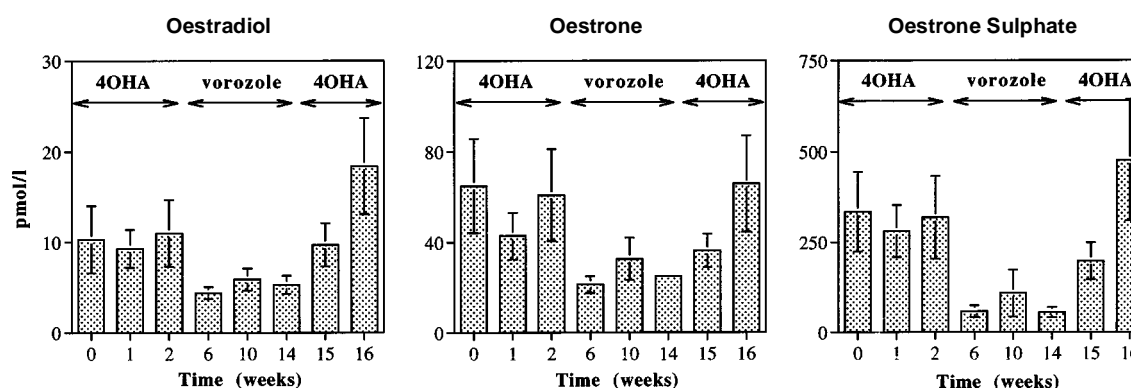 Oestradiol
30
20
10
0
pmol/l
4OHA vorozole 4OHA
0 1 2 6 10 14 15 16
Time (weeks)
Oestrone
120
80
40
0
4OHA vorozole 4OHA
0 1 2 6 10 14 15 16
Time (weeks)
Oestrone Sulphate
750
500
250
0
4OHA vorozole 4OHA
0 1 2 6 10 14 15 16
Time (weeks)